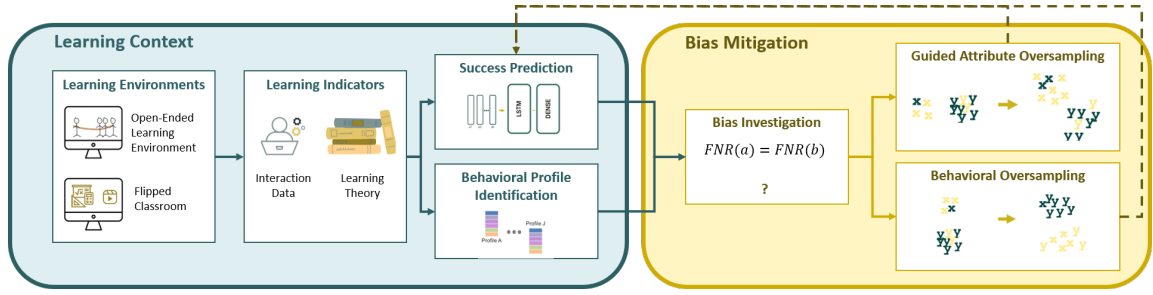 Learning Context
Learning Environments
Open-Ended
Learning
Environment
Flipped
Classroom
Learning Indicators
Interaction
Data
Learning
Theory
Success Prediction
LSTM
DENSE
Behavioral Profile
Identification
Profile A
Profile J
Bias Mitigation
Bias Investigation
FNR(a) = FNR(b)
?
Guided Attribute Oversampling
Behavioral Oversampling